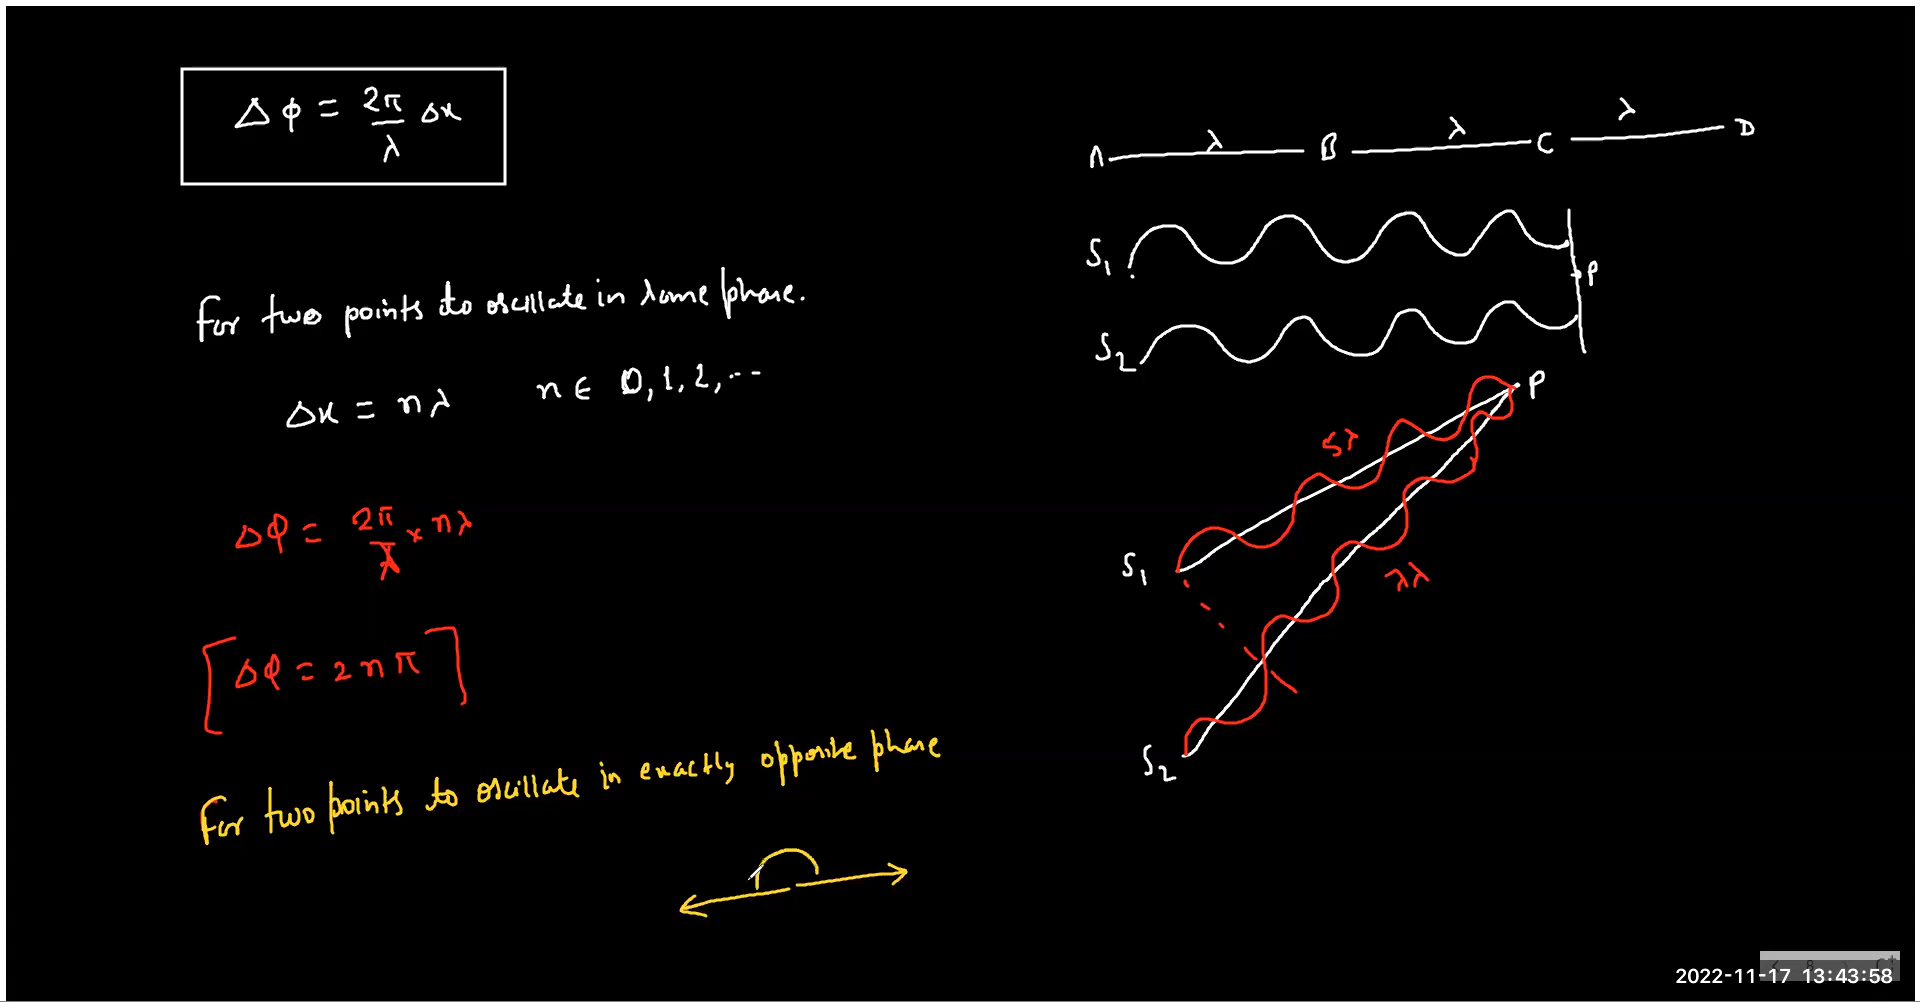 Δφ = 2π/λ Δx
For two points to oscillate in same phase.
Δx = nλ n ∈ 0, 1, 2, ...
Δφ = 2π/λ × nλ
[Δφ = 2nπ]
For two points to oscillate in exactly opposite phase
A λ B λ C λ D
S₁
P
S₂
P
5λ
S₁
λλ
S₂
2022-11-17 13:43:58